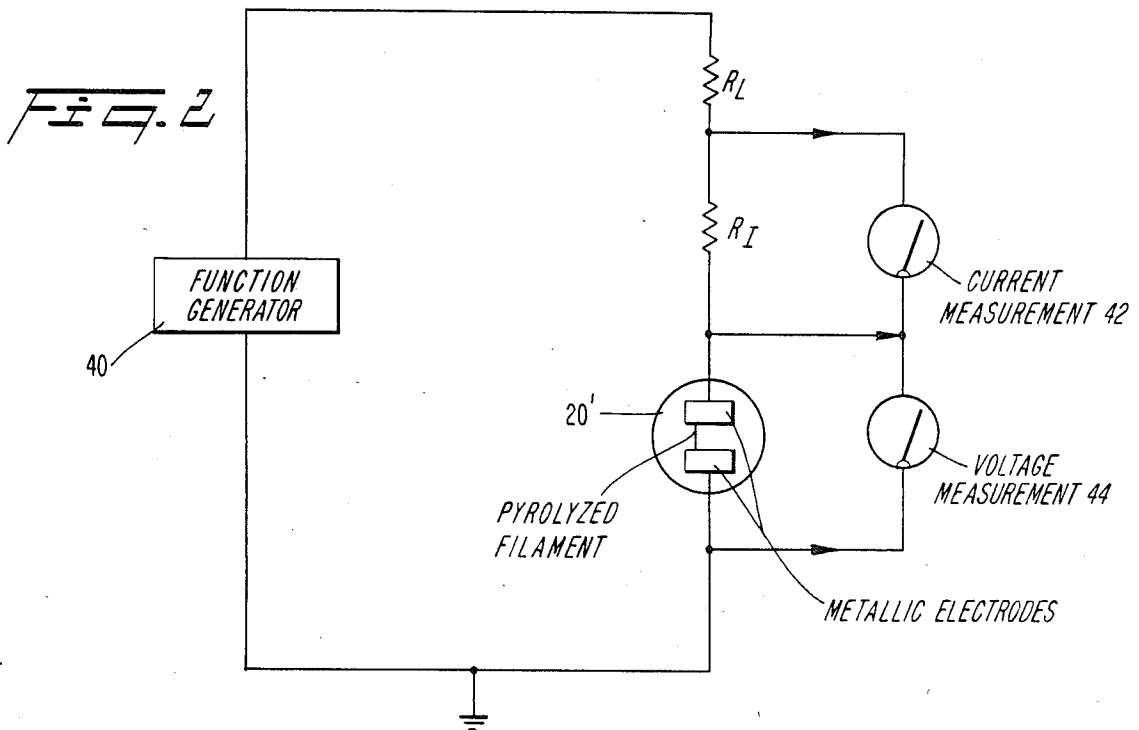 Fig. 2
R_L
R_I
FUNCTION
GENERATOR
40
CURRENT
MEASUREMENT 42
20'
VOLTAGE
MEASUREMENT 44
PYROLYZED
FILAMENT
METALLIC ELECTRODES